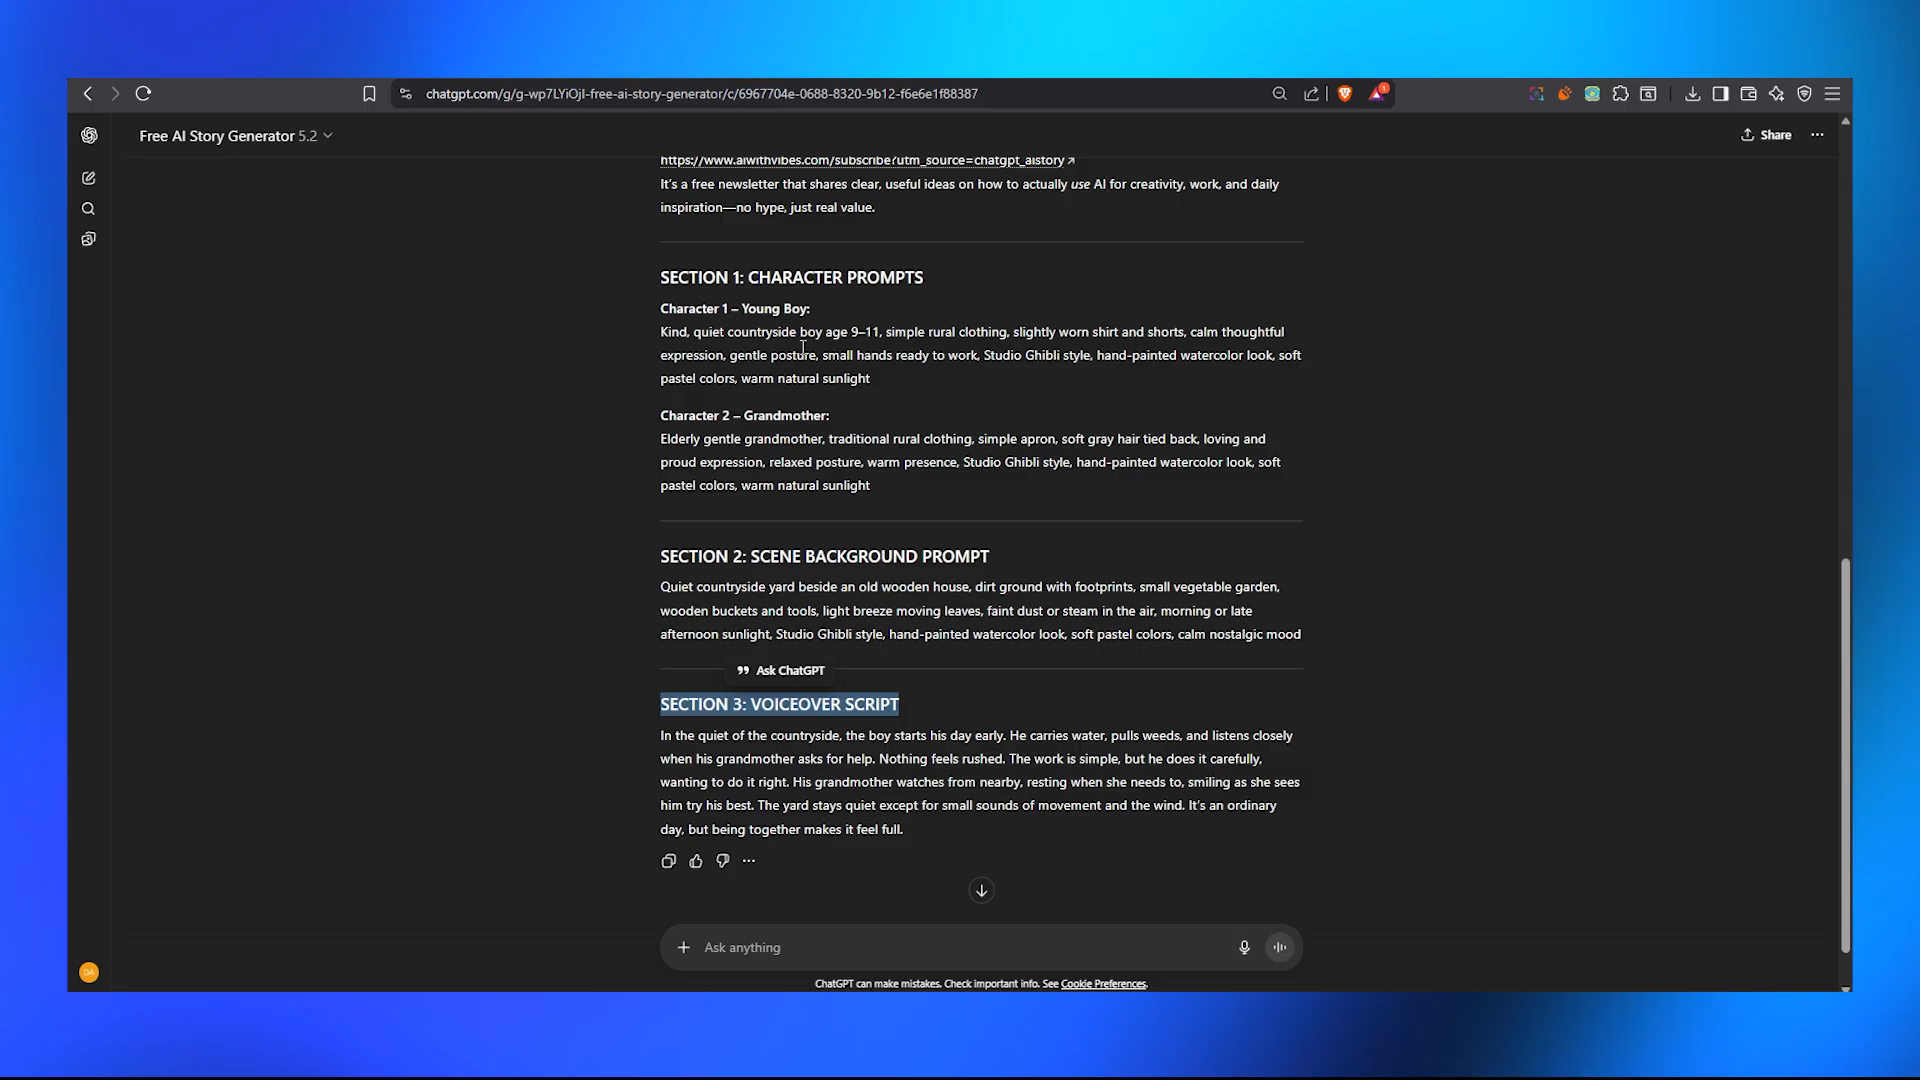 chatgpt.com/g/g-wp7LYiOjI-free-ai-story-generator/c/6967704e-0688-8320-9b12-f6e6e1f88387
1
Free AI Story Generator 5.2
Share
https://www.aiwithvibes.com/subscribe?utm_source=chatgpt_aistory
It's a free newsletter that shares clear, useful ideas on how to actually use AI for creativity, work, and daily
inspiration—no hype, just real value.
SECTION 1: CHARACTER PROMPTS
Character 1 – Young Boy:
Kind, quiet countryside boy age 9–11, simple rural clothing, slightly worn shirt and shorts, calm thoughtful
expression, gentle posture, small hands ready to work, Studio Ghibli style, hand-painted watercolor look, soft
pastel colors, warm natural sunlight
Character 2 – Grandmother:
Elderly gentle grandmother, traditional rural clothing, simple apron, soft gray hair tied back, loving and
proud expression, relaxed posture, warm presence, Studio Ghibli style, hand-painted watercolor look, soft
pastel colors, warm natural sunlight
SECTION 2: SCENE BACKGROUND PROMPT
Quiet countryside yard beside an old wooden house, dirt ground with footprints, small vegetable garden,
wooden buckets and tools, light breeze moving leaves, faint dust or steam in the air, morning or late
afternoon sunlight, Studio Ghibli style, hand-painted watercolor look, soft pastel colors, calm nostalgic mood
Ask ChatGPT
SECTION 3: VOICEOVER SCRIPT
In the quiet of the countryside, the boy starts his day early. He carries water, pulls weeds, and listens closely
when his grandmother asks for help. Nothing feels rushed. The work is simple, but he does it carefully,
wanting to do it right. His grandmother watches from nearby, resting when she needs to, smiling as she sees
him try his best. The yard stays quiet except for small sounds of movement and the wind. It's an ordinary
day, but being together makes it feel full.
Ask anything
DA
ChatGPT can make mistakes. Check important info. See Cookie Preferences.